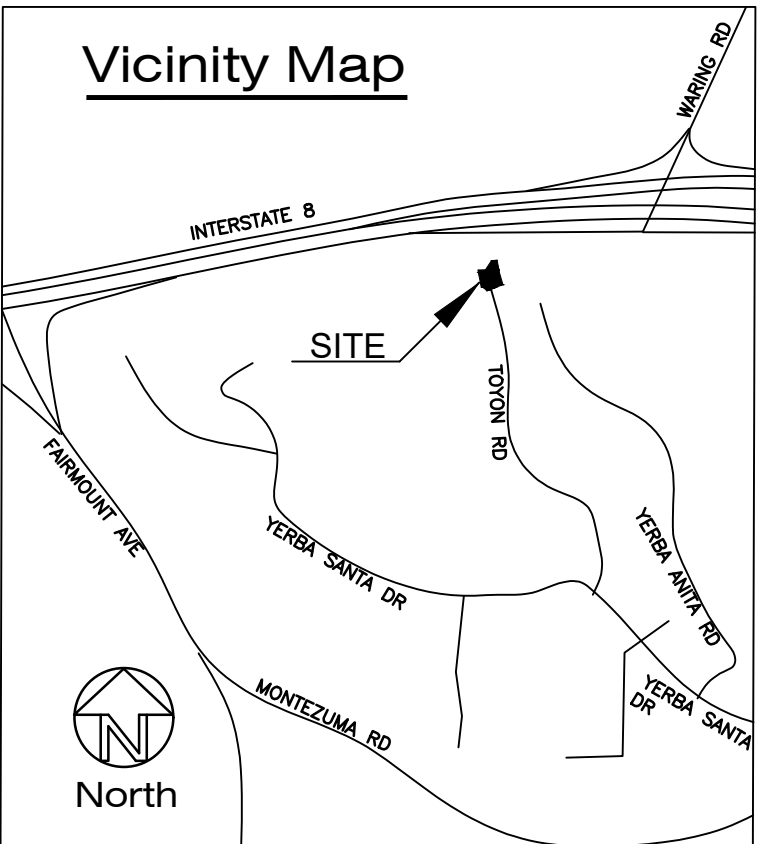 Vicinity Map
WARING RD
INTERSTATE 8
SITE
TOYON RD
FAIRMOUNT AVE
YERBA SANTA DR
YERBA ANITA RD
MONTEZUMA RD
YERBA SANTA
DR
N
North